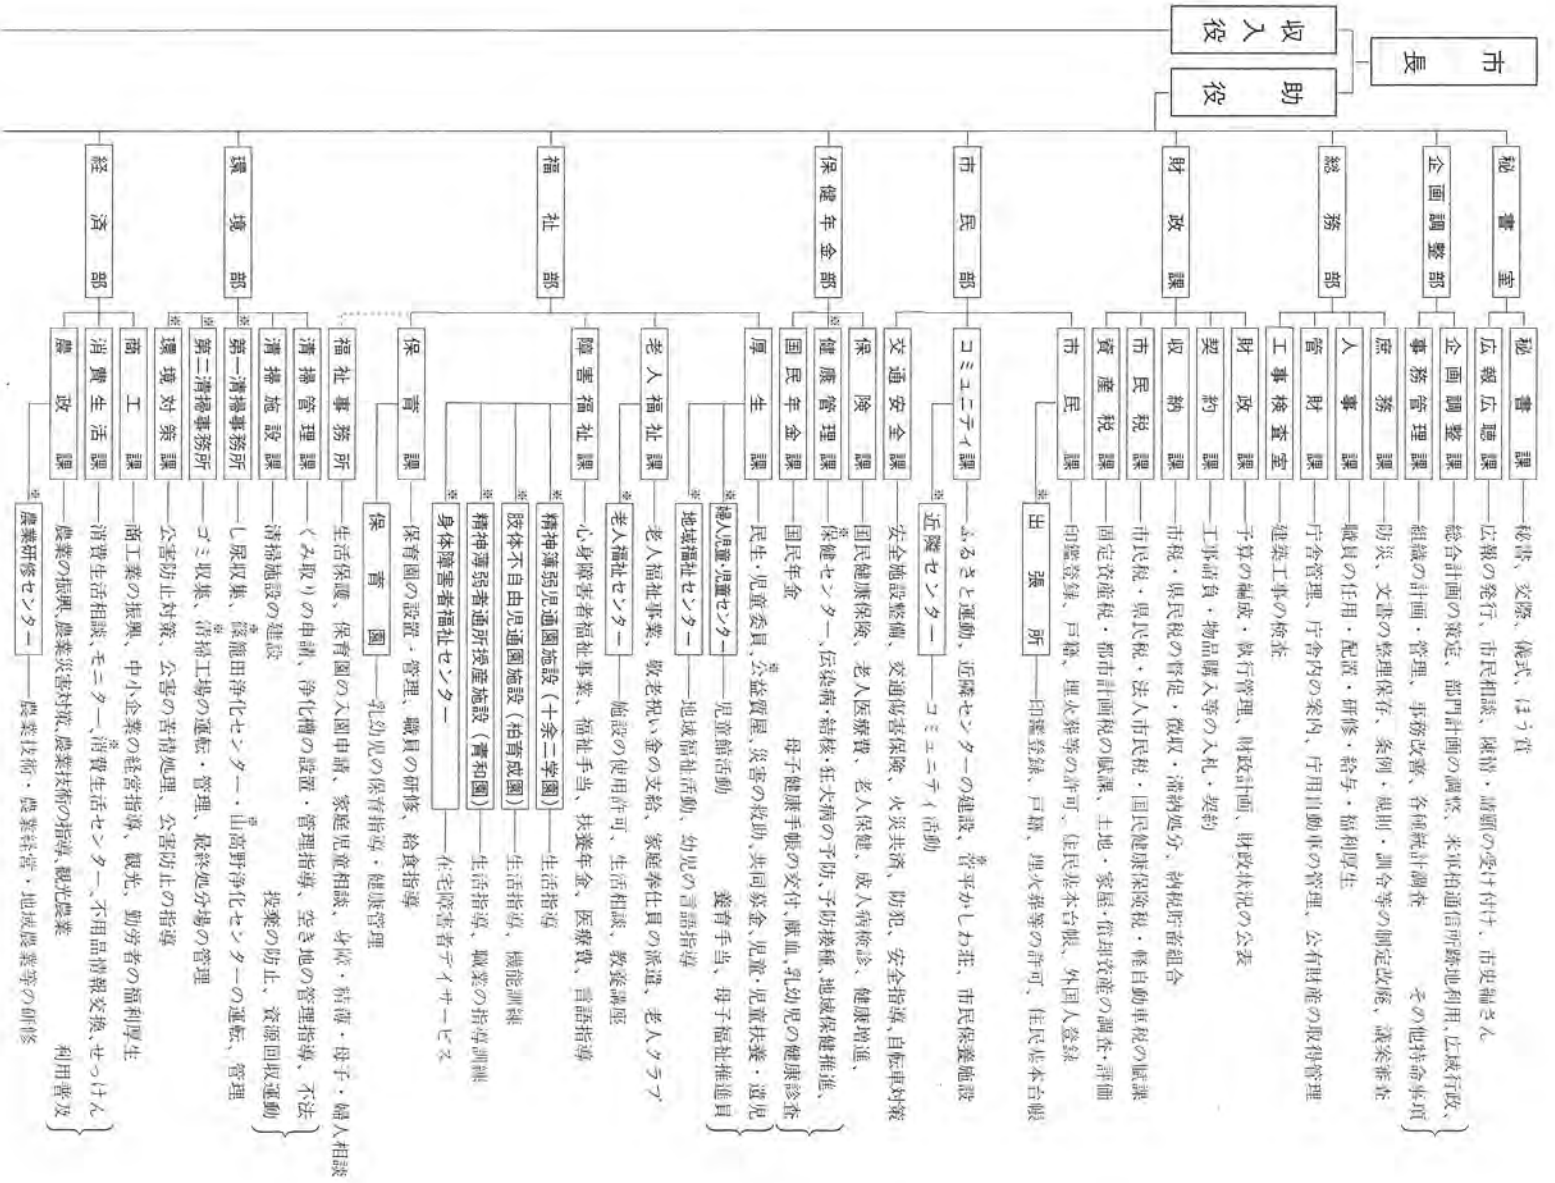 市長
収入役
助役
秘書室
秘書課
秘書、交際、儀式、ほう賞
広報広聴課
広報の発行、市民相談、陳情・請願の受け付け、市史編さん
企画調整部
企画調整課
総合計画の策定、部門計画の調整、米軍柏通信所跡地利用、広域行政、
その他特命事項
事務管理課
組織の計画・管理、事務改善、各種統計調査
総務部
庶務課
防災、文書の整理保存、条例・規則・訓令等の制定改廃、議案審査
人事課
職員の任用・配置・研修・給与・福利厚生
管財課
庁舎管理、庁舎内の案内、庁用自動車の管理、公有財産の取得管理
工事検査室
建築工事の検査
財政課
財政課
予算の編成・執行管理、財政計画、財政状況の公表
契約課
工事請負・物品購入等の入札・契約
収納課
市税・県民税の督促・徴収・滞納処分、納税貯蓄組合
市民税課
市民税・県民税・法人市民税・国民健康保険税・軽自動車税の賦課
資産税課
固定資産税・都市計画税の賦課、土地・家屋・償却資産の調査・評価
市民部
市民課
印鑑登録、戸籍、埋火葬等の許可、住民基本台帳、外国人登録
※出張所
印鑑登録、戸籍、埋火葬等の許可、住民基本台帳
コミュニティ課
ふるさと運動、近隣センターの建設、※菅平かしわ荘、市民保養施設
※近隣センター
コミュニティ活動
交通安全課
安全施設整備、交通傷害保険、火災共済、防犯、安全指導、自転車対策
保健年金部
保険課
国民健康保険、老人医療費、老人保健、成人病検診、健康増進、
※健康管理課
※保健センター、伝染病・結核・狂犬病の予防、予防接種、地域保健推進、
母子健康手帳の交付、献血、乳幼児の健康診査
国民年金課
国民年金
福祉部
厚生課
民生・児童委員、※公益質屋、災害の救助、共同募金、児童・児童扶養・遺児
養育手当、母子福祉推進員
※婦人児童・児童センター
児童館活動
※地域福祉センター
地域福祉活動、幼児の言語指導
老人福祉課
老人福祉事業、敬老祝い金の支給、家庭奉仕員の派遣、老人クラブ
※老人福祉センター
施設の使用許可、生活相談、教養講座
障害福祉課
心身障害者福祉事業、福祉手当、扶養年金、医療費、言語指導
※精神薄弱児通園施設(十余二学園)
生活指導
※肢体不自由児通園施設(柏育成園)
生活指導、機能訓練
※精神薄弱者通所授産施設(青和園)
生活指導、職業の指導訓練
※身体障害者福祉センター
在宅障害者デイサービス
保育課
保育園の設置・管理、職員の研修、給食指導
保育園
乳幼児の保育指導・健康管理
福祉事務所
生活保護、保育園の入園申請、家庭児童相談、身障・精薄・母子・婦人相談
環境部
清掃管理課
くみ取りの申請、浄化槽の設置・管理指導、空き地の管理指導、不法
投棄の防止、資源回収運動
清掃施設課
清掃施設の建設
※第一清掃事務所
し尿収集、※篠籠田浄化センター・※山高野浄化センターの運転、管理
※第二清掃事務所
ゴミ収集、※清掃工場の運転・管理、最終処分場の管理
※環境対策課
公害防止対策、公害の苦情処理、公害防止の指導
経済部
商工課
商工業の振興、中小企業の経営指導、観光、勤労者の福利厚生
消費生活課
消費生活相談、モニター、※消費生活センター、不用品情報交換、せっけん
利用普及
農政課
農業の振興、農業災害対策、農業技術の指導、観光農業
※農業研修センター
農業技術・農業経営・地域農業等の研修